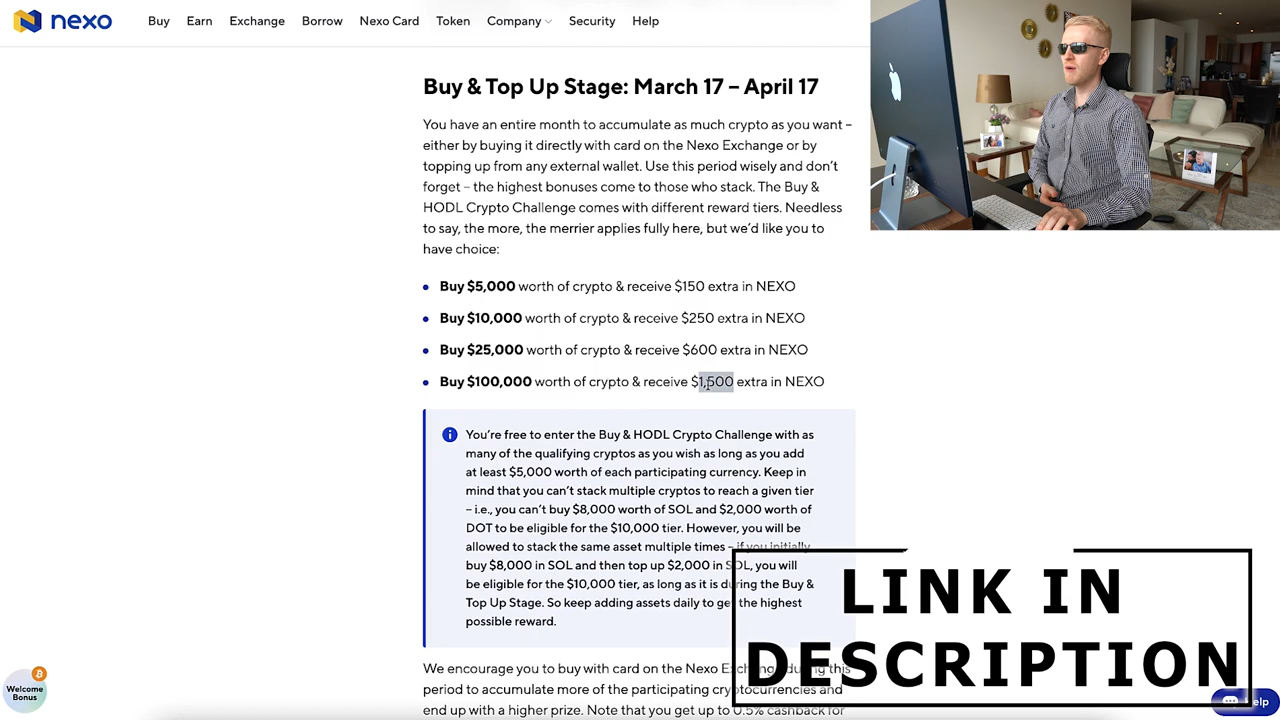 nexo Buy Earn Exchange Borrow Nexo Card Token Company Security Help
Buy & Top Up Stage: March 17 – April 17
You have an entire month to accumulate as much crypto as you want –
either by buying it directly with card on the Nexo Exchange or by
topping up from any external wallet. Use this period wisely and don't
forget – the highest bonuses come to those who stack. The Buy &
HODL Crypto Challenge comes with different reward tiers. Needless
to say, the more, the merrier applies fully here, but we'd like you to
have choice:
• Buy $5,000 worth of crypto & receive $150 extra in NEXO
• Buy $10,000 worth of crypto & receive $250 extra in NEXO
• Buy $25,000 worth of crypto & receive $600 extra in NEXO
• Buy $100,000 worth of crypto & receive $1,500 extra in NEXO
You're free to enter the Buy & HODL Crypto Challenge with as
many of the qualifying cryptos as you wish as long as you add
at least $5,000 worth of each participating currency. Keep in
mind that you can't stack multiple cryptos to reach a given tier
– i.e., you can't buy $8,000 worth of SOL and $2,000 worth of
DOT to be eligible for the $10,000 tier. However, you will be
allowed to stack the same asset multiple times – if you initially
buy $8,000 in SOL and then top up $2,000 in SOL, you will
be eligible for the $10,000 tier, as long as it is during the Buy &
Top Up Stage. So keep adding assets daily to get the highest
possible reward.
We encourage you to buy with card on the Nexo Exchange during this
period to accumulate more of the participating cryptocurrencies and
end up with a higher prize. Note that you get up to 0.5% cashback for
LINK IN
DESCRIPTION
Welcome
Bonus
Help